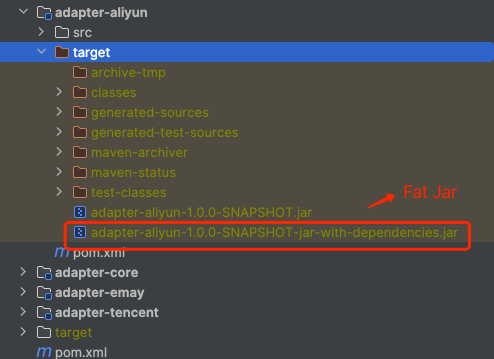 adapter-aliyun
src
target
archive-tmp
classes
generated-sources
generated-test-sources
maven-archiver
maven-status
test-classes
Fat Jar
adapter-aliyun-1.0.0-SNAPSHOT.jar
adapter-aliyun-1.0.0-SNAPSHOT-jar-with-dependencies.jar
pom.xml
adapter-core
adapter-emay
adapter-tencent
target
pom.xml